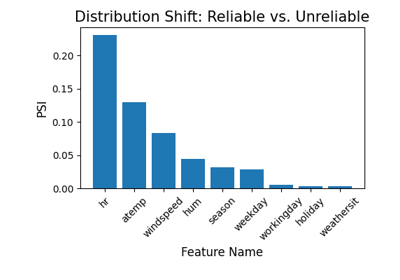 Distribution Shift: Reliable vs. Unreliable
PSI
0.20
0.15
0.10
0.05
0.00
hr
atemp
windspeed
hum
season
weekday
workingday
holiday
weathersit
Feature Name